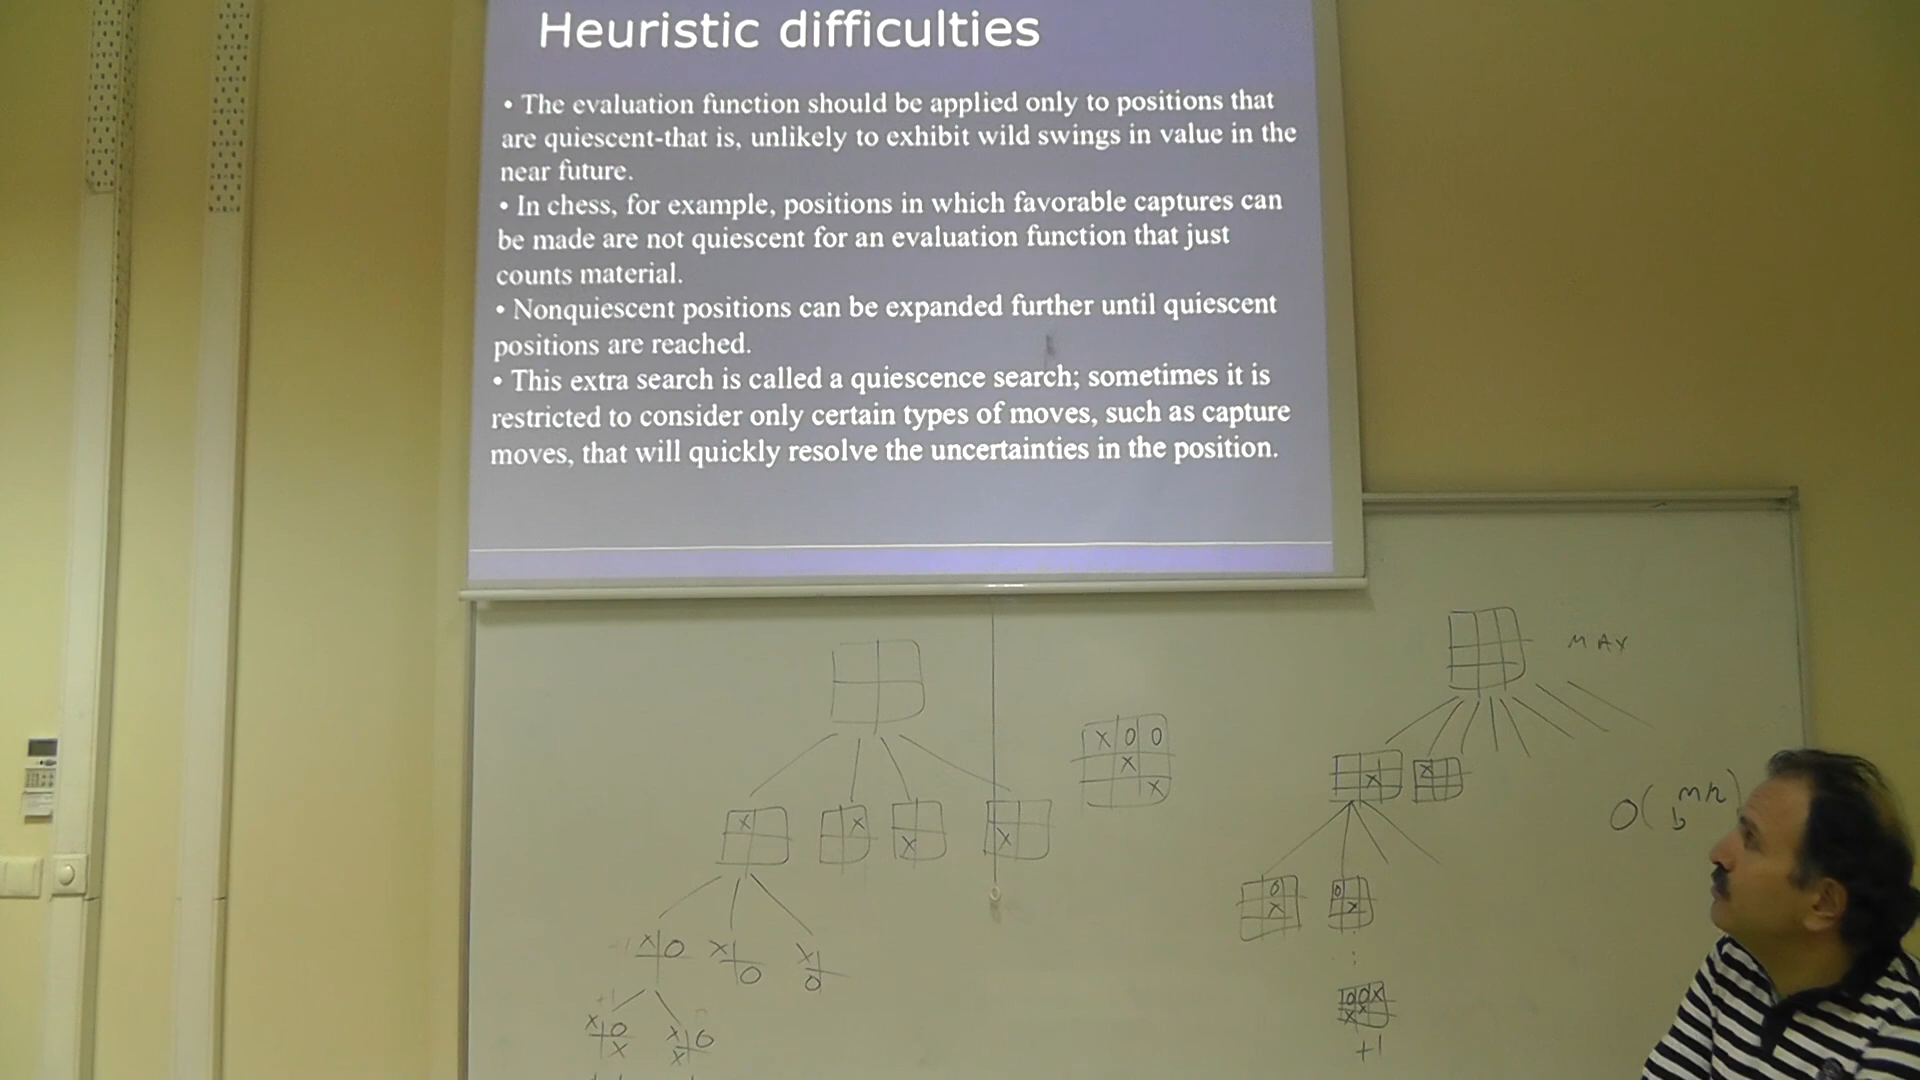 Heuristic difficulties
• The evaluation function should be applied only to positions that
are quiescent-that is, unlikely to exhibit wild swings in value in the
near future.
• In chess, for example, positions in which favorable captures can
be made are not quiescent for an evaluation function that just
counts material.
• Nonquiescent positions can be expanded further until quiescent
positions are reached.
• This extra search is called a quiescence search; sometimes it is
restricted to consider only certain types of moves, such as capture
moves, that will quickly resolve the uncertainties in the position.
MAX
X O O
X
X
X
X
X
X
X
X
O
X
O
X
X O
X
O
X
O
+1
X O
X
X O
X
+1